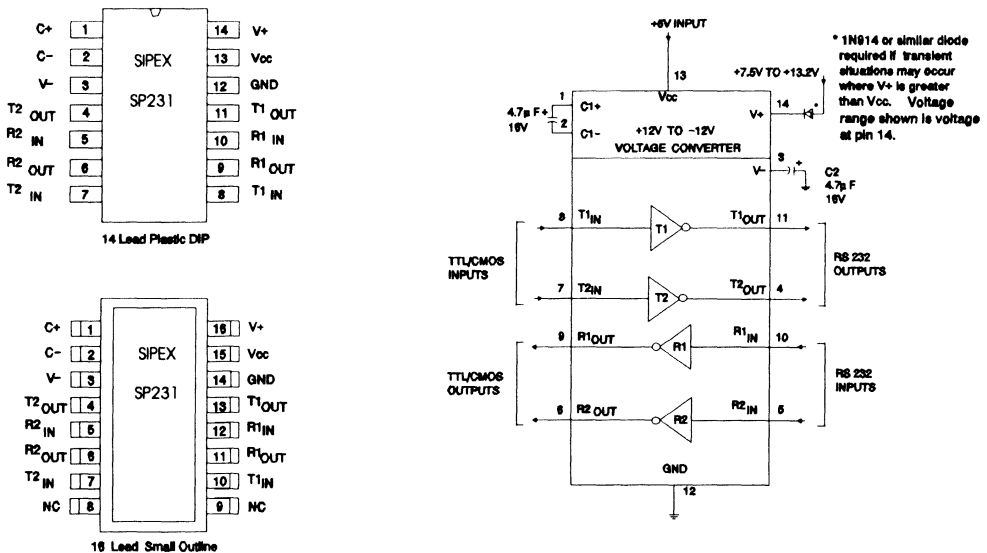 C+ 1
C- 2
V- 3
T2 OUT 4
R2 IN 5
R2 OUT 6
T2 IN 7
SIPEX
SP231
14 V+
13 Vcc
12 GND
11 T1 OUT
10 R1 IN
9 R1 OUT
8 T1 IN
14 Lead Plastic DIP
C+ 1
C- 2
V- 3
T2 OUT 4
R2 IN 5
R2 OUT 6
T2 IN 7
NC 8
SIPEX
SP231
16 V+
15 Vcc
14 GND
13 T1 OUT
12 R1 IN
11 R1 OUT
10 T1 IN
9 NC
16 Lead Small Outline
+5V INPUT
13
Vcc
+7.5V TO +13.2V
* 1N914 or similar diode
required if transient
situations may occur
where V+ is greater
than Vcc. Voltage
range shown is voltage
at pin 14.
1 C1+
4.7µF +
16V
2 C1-
+12V TO -12V
VOLTAGE CONVERTER
V+ 14 *
V- 3 +
C2
4.7µ F
16V
TTL/CMOS
INPUTS
8 T1 IN T1 T1 OUT 11
7 T2 IN T2 T2 OUT 4
RS 232
OUTPUTS
TTL/CMOS
OUTPUTS
9 R1 OUT R1 R1 IN 10
6 R2 OUT R2 R2 IN 5
RS 232
INPUTS
GND
12